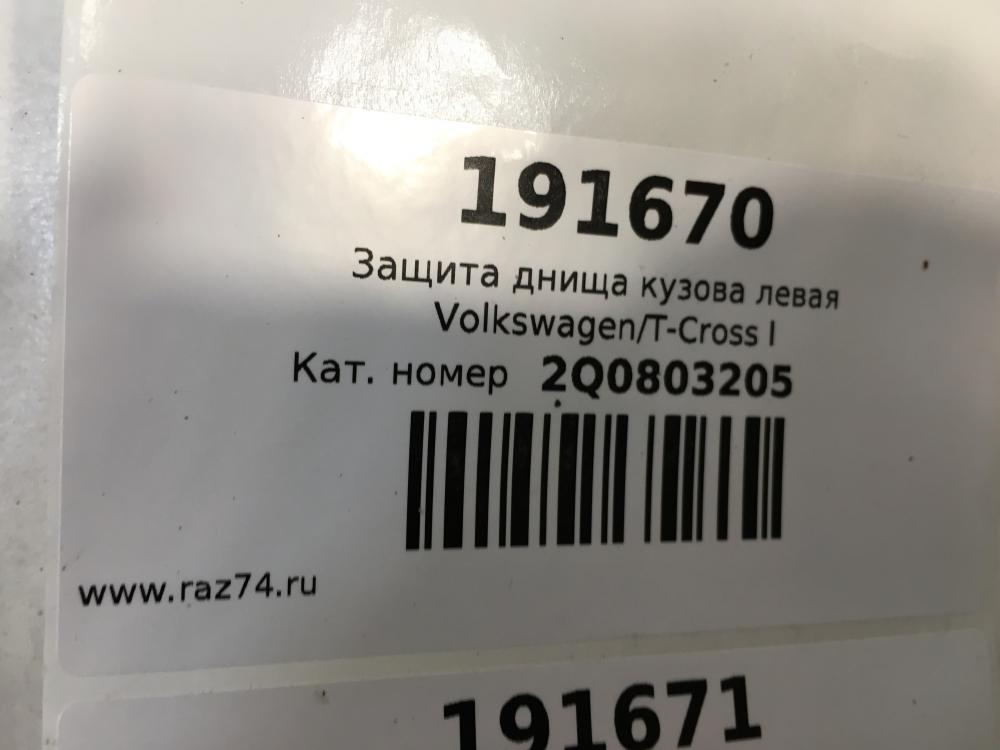 191670
Защита днища кузова левая
Volkswagen/T-Cross I
Кат. номер 2Q0803205
www.raz74.ru
191671